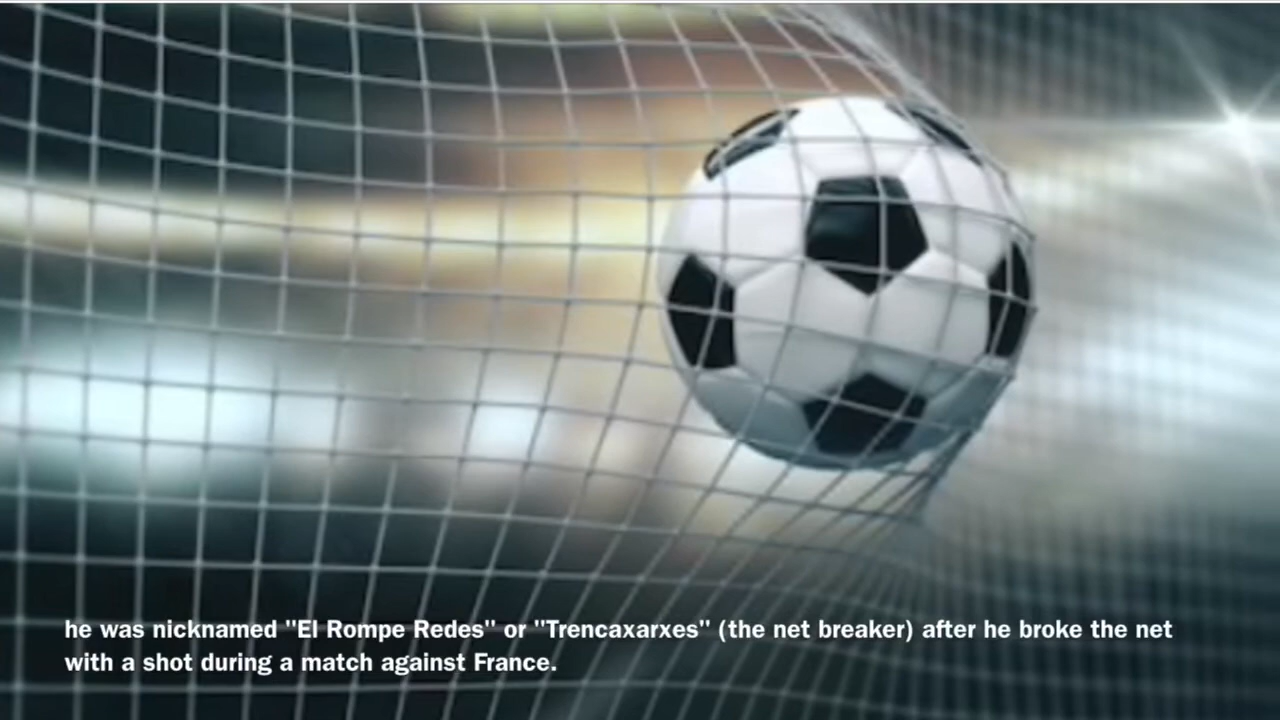 he was nicknamed "El Rompe Redes" or "Trencaxarxes" (the net breaker) after he broke the net
with a shot during a match against France.